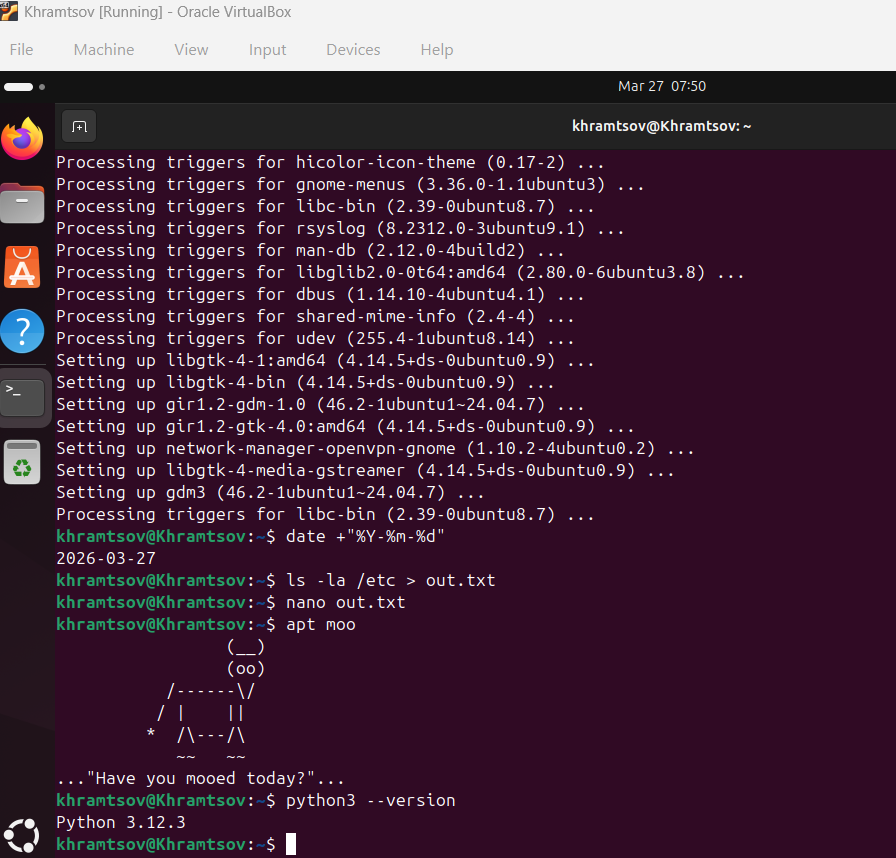 Khramtsov [Running] - Oracle VirtualBox
File Machine View Input Devices Help
Mar 27 07:50
khramtsov@Khramtsov: ~
Processing triggers for hicolor-icon-theme (0.17-2) ...
Processing triggers for gnome-menus (3.36.0-1.1ubuntu3) ...
Processing triggers for libc-bin (2.39-0ubuntu8.7) ...
Processing triggers for rsyslog (8.2312.0-3ubuntu9.1) ...
Processing triggers for man-db (2.12.0-4build2) ...
Processing triggers for libglib2.0-0t64:amd64 (2.80.0-6ubuntu3.8) ...
Processing triggers for dbus (1.14.10-4ubuntu4.1) ...
Processing triggers for shared-mime-info (2.4-4) ...
Processing triggers for udev (255.4-1ubuntu8.14) ...
Setting up libgtk-4-1:amd64 (4.14.5+ds-0ubuntu0.9) ...
Setting up libgtk-4-bin (4.14.5+ds-0ubuntu0.9) ...
Setting up gir1.2-gdm-1.0 (46.2-1ubuntu1~24.04.7) ...
Setting up gir1.2-gtk-4.0:amd64 (4.14.5+ds-0ubuntu0.9) ...
Setting up network-manager-openvpn-gnome (1.10.2-4ubuntu0.2) ...
Setting up libgtk-4-media-gstreamer (4.14.5+ds-0ubuntu0.9) ...
Setting up gdm3 (46.2-1ubuntu1~24.04.7) ...
Processing triggers for libc-bin (2.39-0ubuntu8.7) ...
khramtsov@Khramtsov:~$ date +"%Y-%m-%d"
2026-03-27
khramtsov@Khramtsov:~$ ls -la /etc > out.txt
khramtsov@Khramtsov:~$ nano out.txt
khramtsov@Khramtsov:~$ apt moo
                 (__)
                 (oo)
           /------\/
          / |    ||
         *  /\---/\
            ~~   ~~
..."Have you mooed today?"...
khramtsov@Khramtsov:~$ python3 --version
Python 3.12.3
khramtsov@Khramtsov:~$